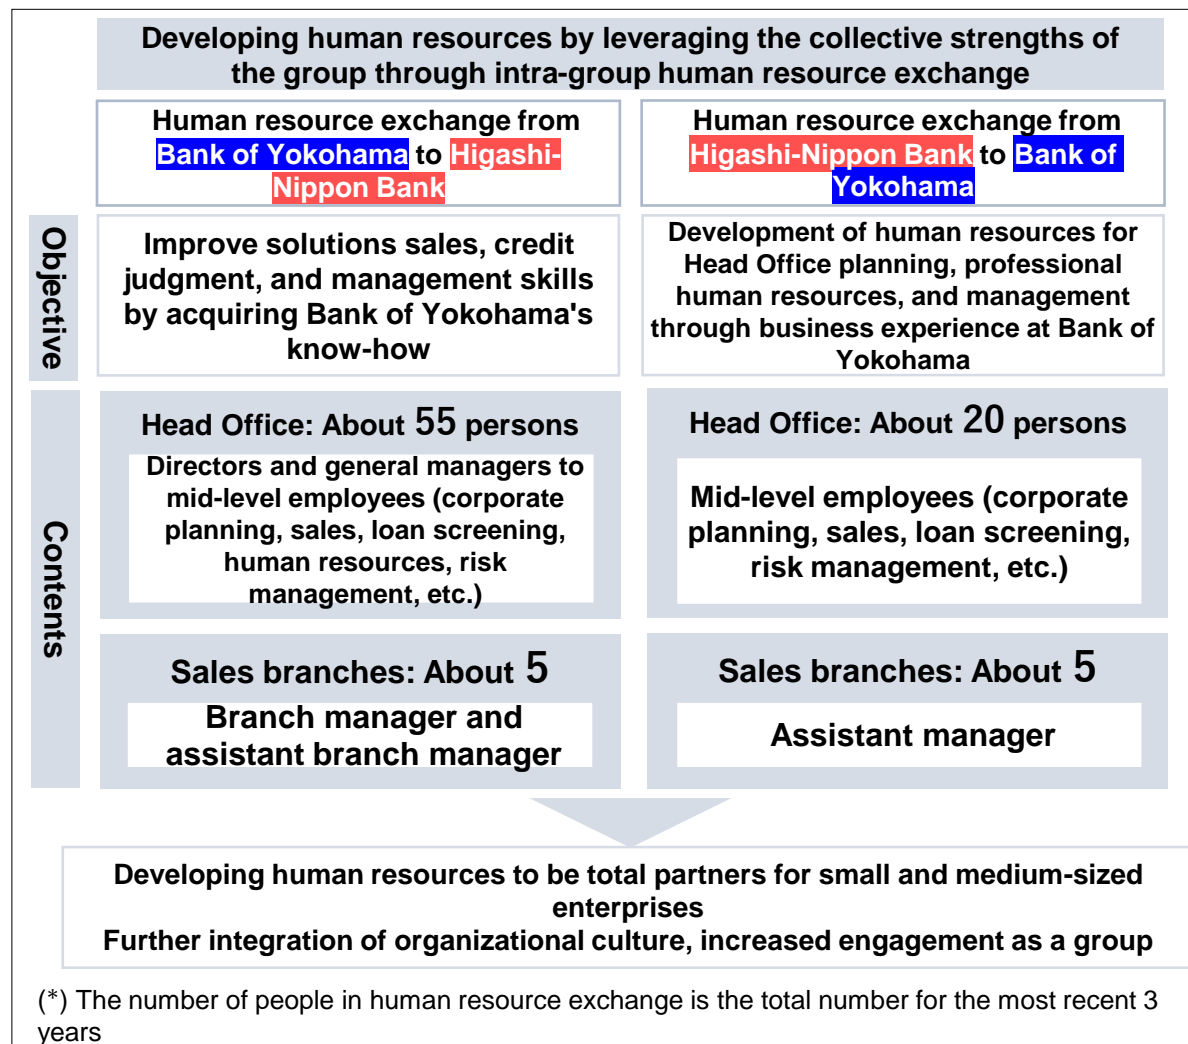 Developing human resources by leveraging the collective strengths of
the group through intra-group human resource exchange
Human resource exchange from
Bank of Yokohama to Higashi-
Nippon Bank
Human resource exchange from
Higashi-Nippon Bank to Bank of
Yokohama
Objective
Improve solutions sales, credit
judgment, and management skills
by acquiring Bank of Yokohama's
know-how
Development of human resources for
Head Office planning, professional
human resources, and management
through business experience at Bank of
Yokohama
Contents
Head Office: About 55 persons
Directors and general managers to
mid-level employees (corporate
planning, sales, loan screening,
human resources, risk
management, etc.)
Head Office: About 20 persons
Mid-level employees (corporate
planning, sales, loan screening,
risk management, etc.)
Sales branches: About 5
Branch manager and
assistant branch manager
Sales branches: About 5
Assistant manager
Developing human resources to be total partners for small and medium-sized
enterprises
Further integration of organizational culture, increased engagement as a group
(*) The number of people in human resource exchange is the total number for the most recent 3
years